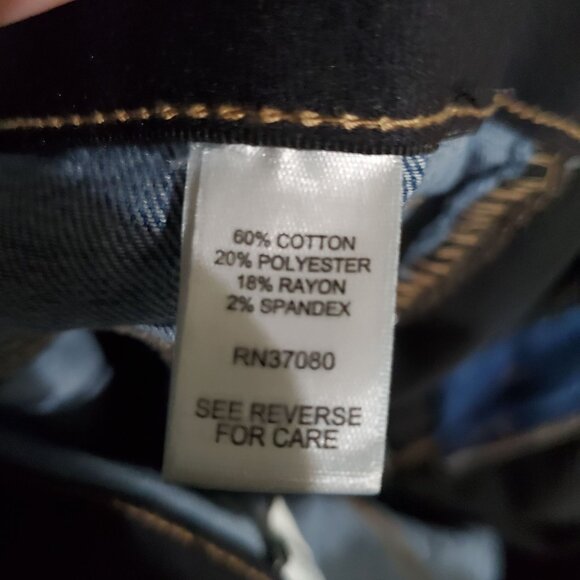 60% COTTON
20% POLYESTER
18% RAYON
2% SPANDEX
RN37080
SEE REVERSE
FOR CARE